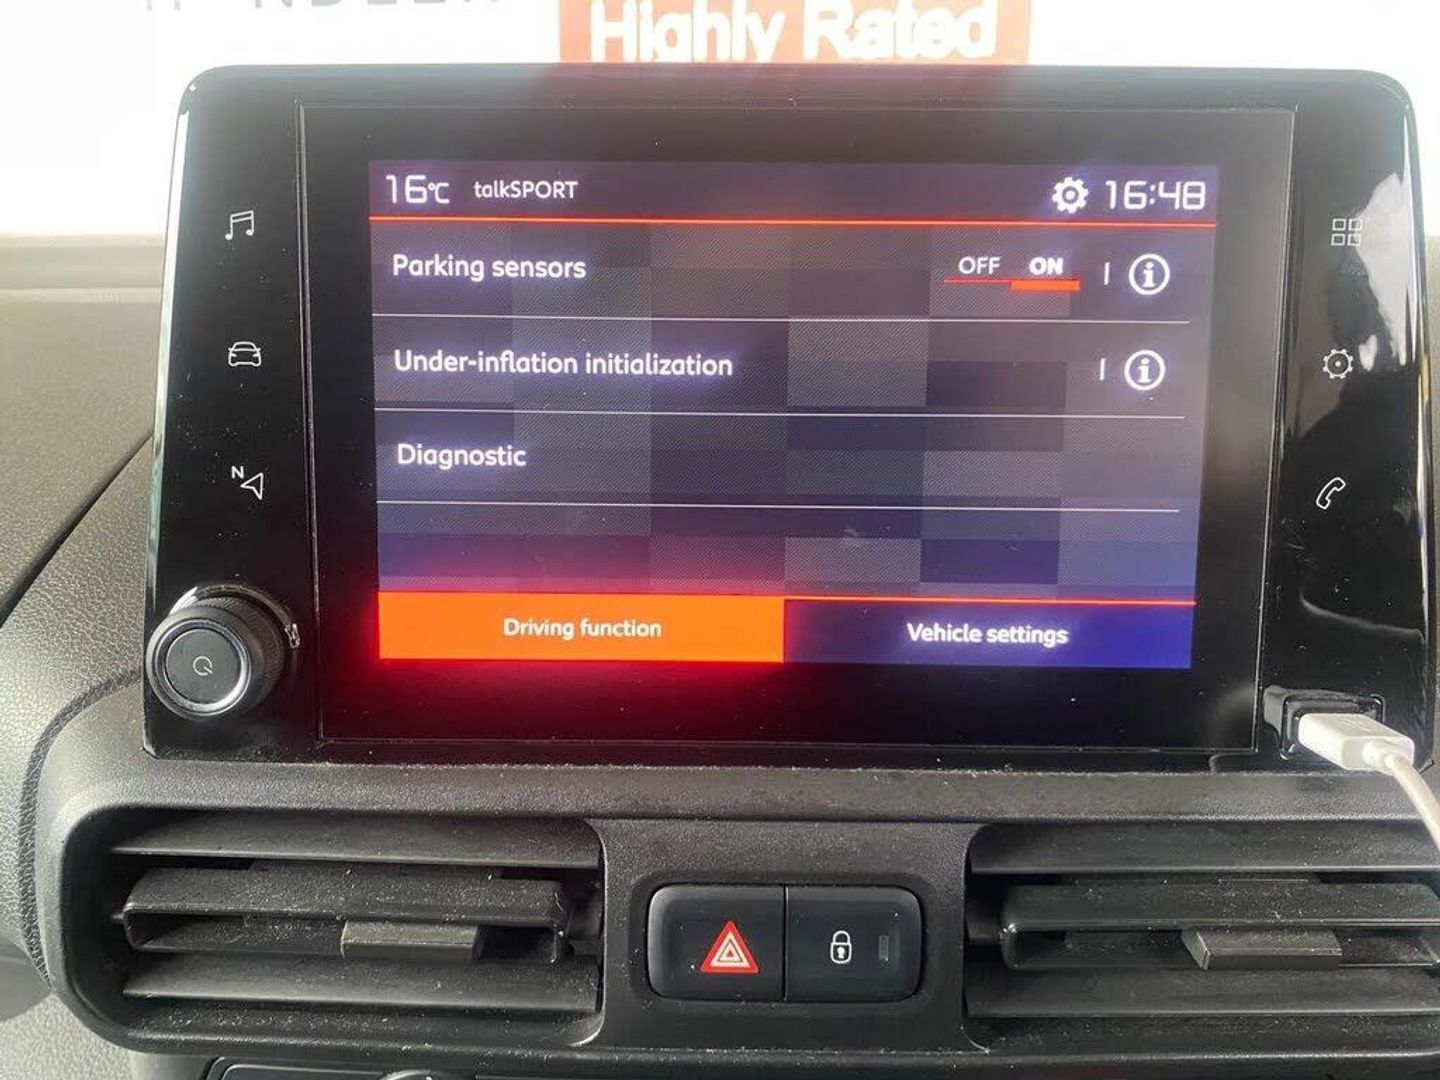 Highly Rated
16°C talkSPORT 16:48
Parking sensors OFF ON
Under-inflation initialization
Diagnostic
Driving function Vehicle settings
N